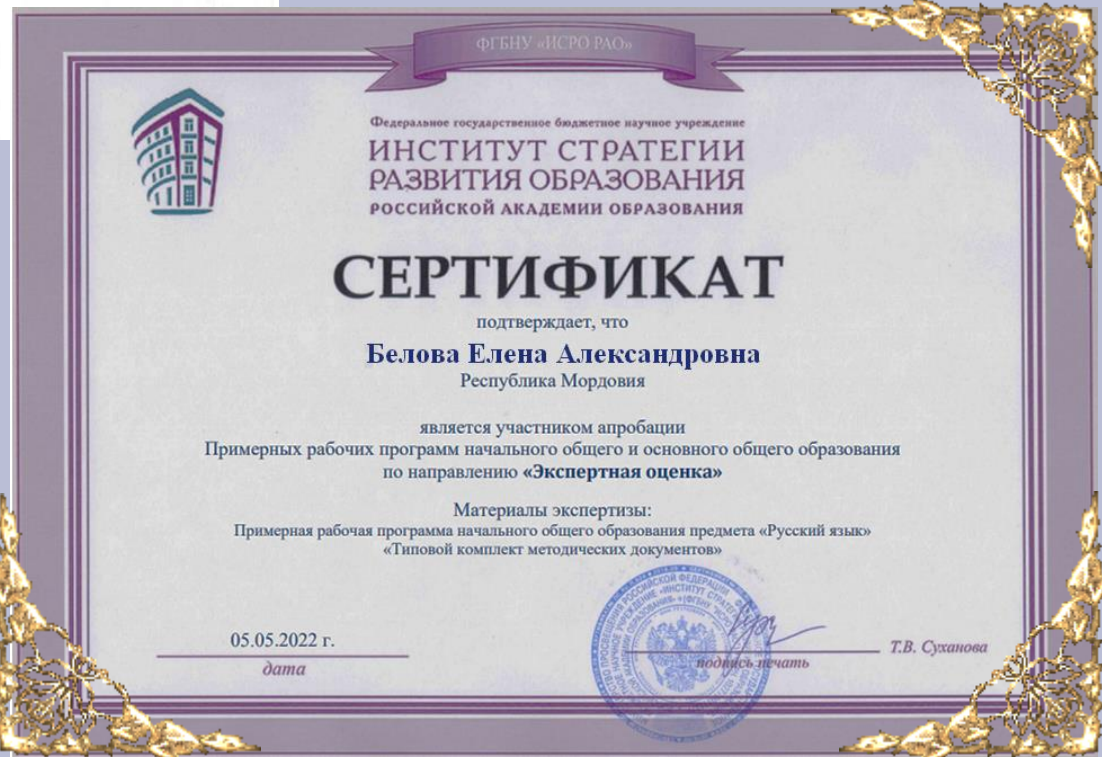 ФГБНУ «ИСРО РАО»
Федеральное государственное бюджетное научное учреждение
ИНСТИТУТ СТРАТЕГИИ
РАЗВИТИЯ ОБРАЗОВАНИЯ
РОССИЙСКОЙ АКАДЕМИИ ОБРАЗОВАНИЯ
СЕРТИФИКАТ
подтверждает, что
Белова Елена Александровна
Республика Мордовия
является участником апробации
Примерных рабочих программ начального общего и основного общего образования
по направлению «Экспертная оценка»
Материалы экспертизы:
Примерная рабочая программа начального общего образования предмета «Русский язык»
«Типовой комплект методических документов»
05.05.2022 г.
дата
подпись печать
Т.В. Суханова